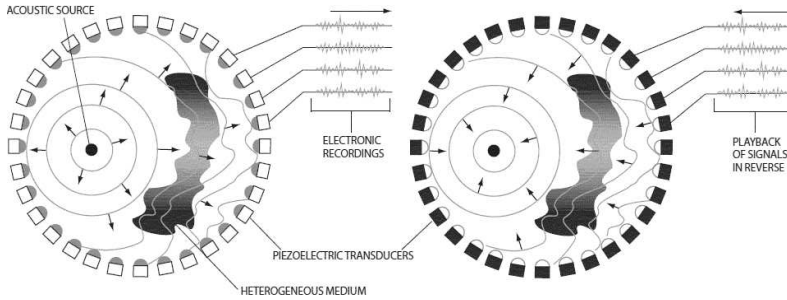 ACOUSTIC SOURCE
ELECTRONIC
RECORDINGS
PLAYBACK
OF SIGNALS
IN REVERSE
PIEZOELECTRIC TRANSDUCERS
HETEROGENEOUS MEDIUM